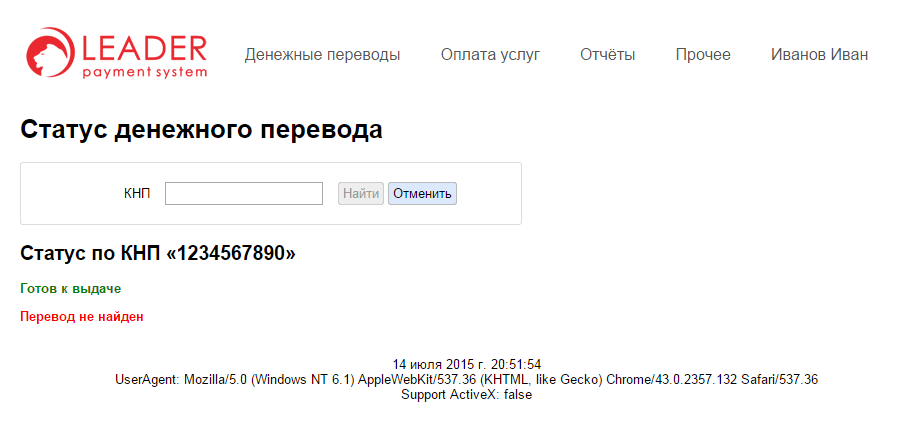 LEADER
payment system
Денежные переводы Оплата услуг Отчёты Прочее Иванов Иван
Статус денежного перевода
КНП Найти Отменить
Статус по КНП «1234567890»
Готов к выдаче
Перевод не найден
14 июля 2015 г. 20:51:54
UserAgent: Mozilla/5.0 (Windows NT 6.1) AppleWebKit/537.36 (KHTML, like Gecko) Chrome/43.0.2357.132 Safari/537.36
Support ActiveX: false